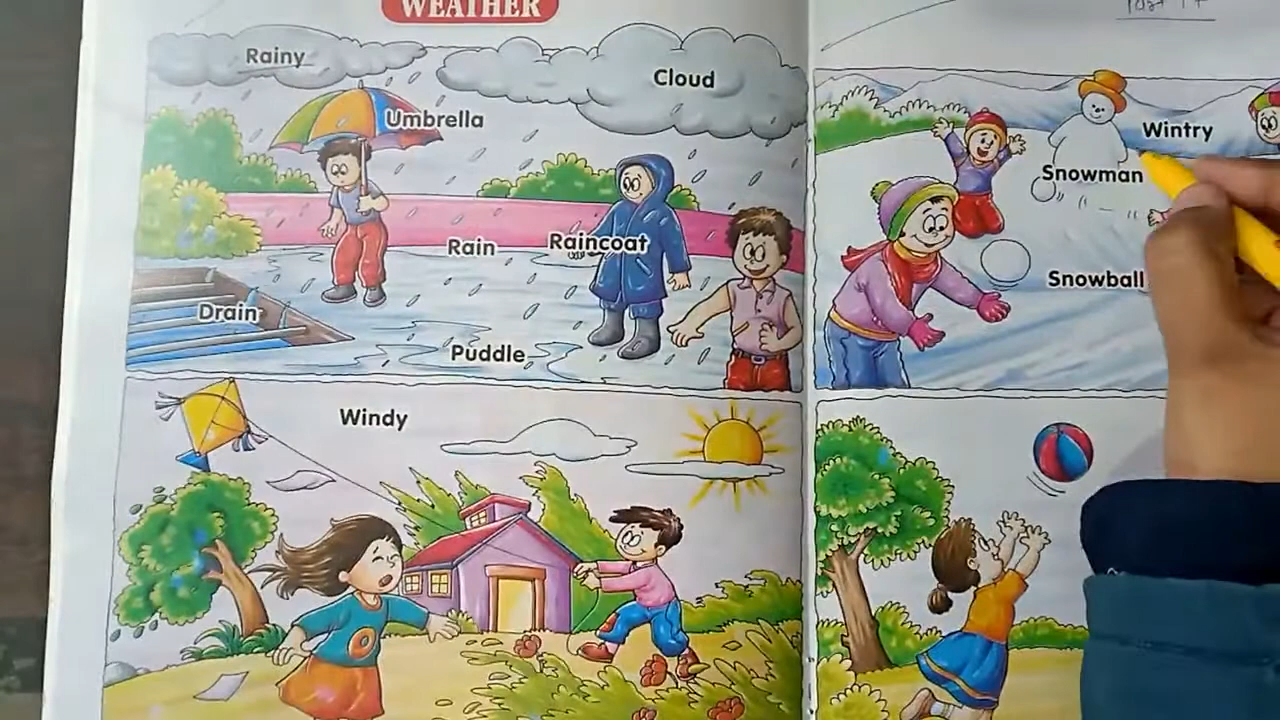 WEATHER
Rainy
Cloud
Umbrella
Rain
Raincoat
Drain
Puddle
Windy
Wintry
Snowman
Snowball